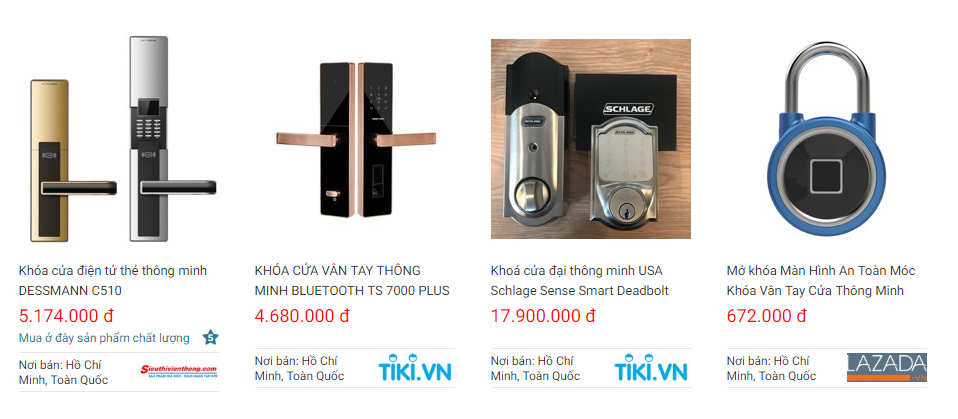 SCHLAGE
SCHLAGE
Khóa cửa điện tử thẻ thông minh
DESSMANN C510
5.174.000 đ
Mua ở đây sản phẩm chất lượng
S
Nơi bán: Hồ Chí
Minh, Toàn Quốc
Sieuthivienthong.com
KHÓA CỬA VÂN TAY THÔNG
MINH BLUETOOTH TS 7000 PLUS
4.680.000 đ
Nơi bán: Hồ Chí
Minh, Toàn Quốc
TIKI.VN
Khoá cửa đại thông minh USA
Schlage Sense Smart Deadbolt
17.900.000 đ
Nơi bán: Hồ Chí
Minh, Toàn Quốc
TIKI.VN
Mở khóa Màn Hình An Toàn Móc
Khóa Vân Tay Cửa Thông Minh
672.000 đ
Nơi bán: Hồ Chí
Minh, Toàn Quốc
LAZADA
.VN